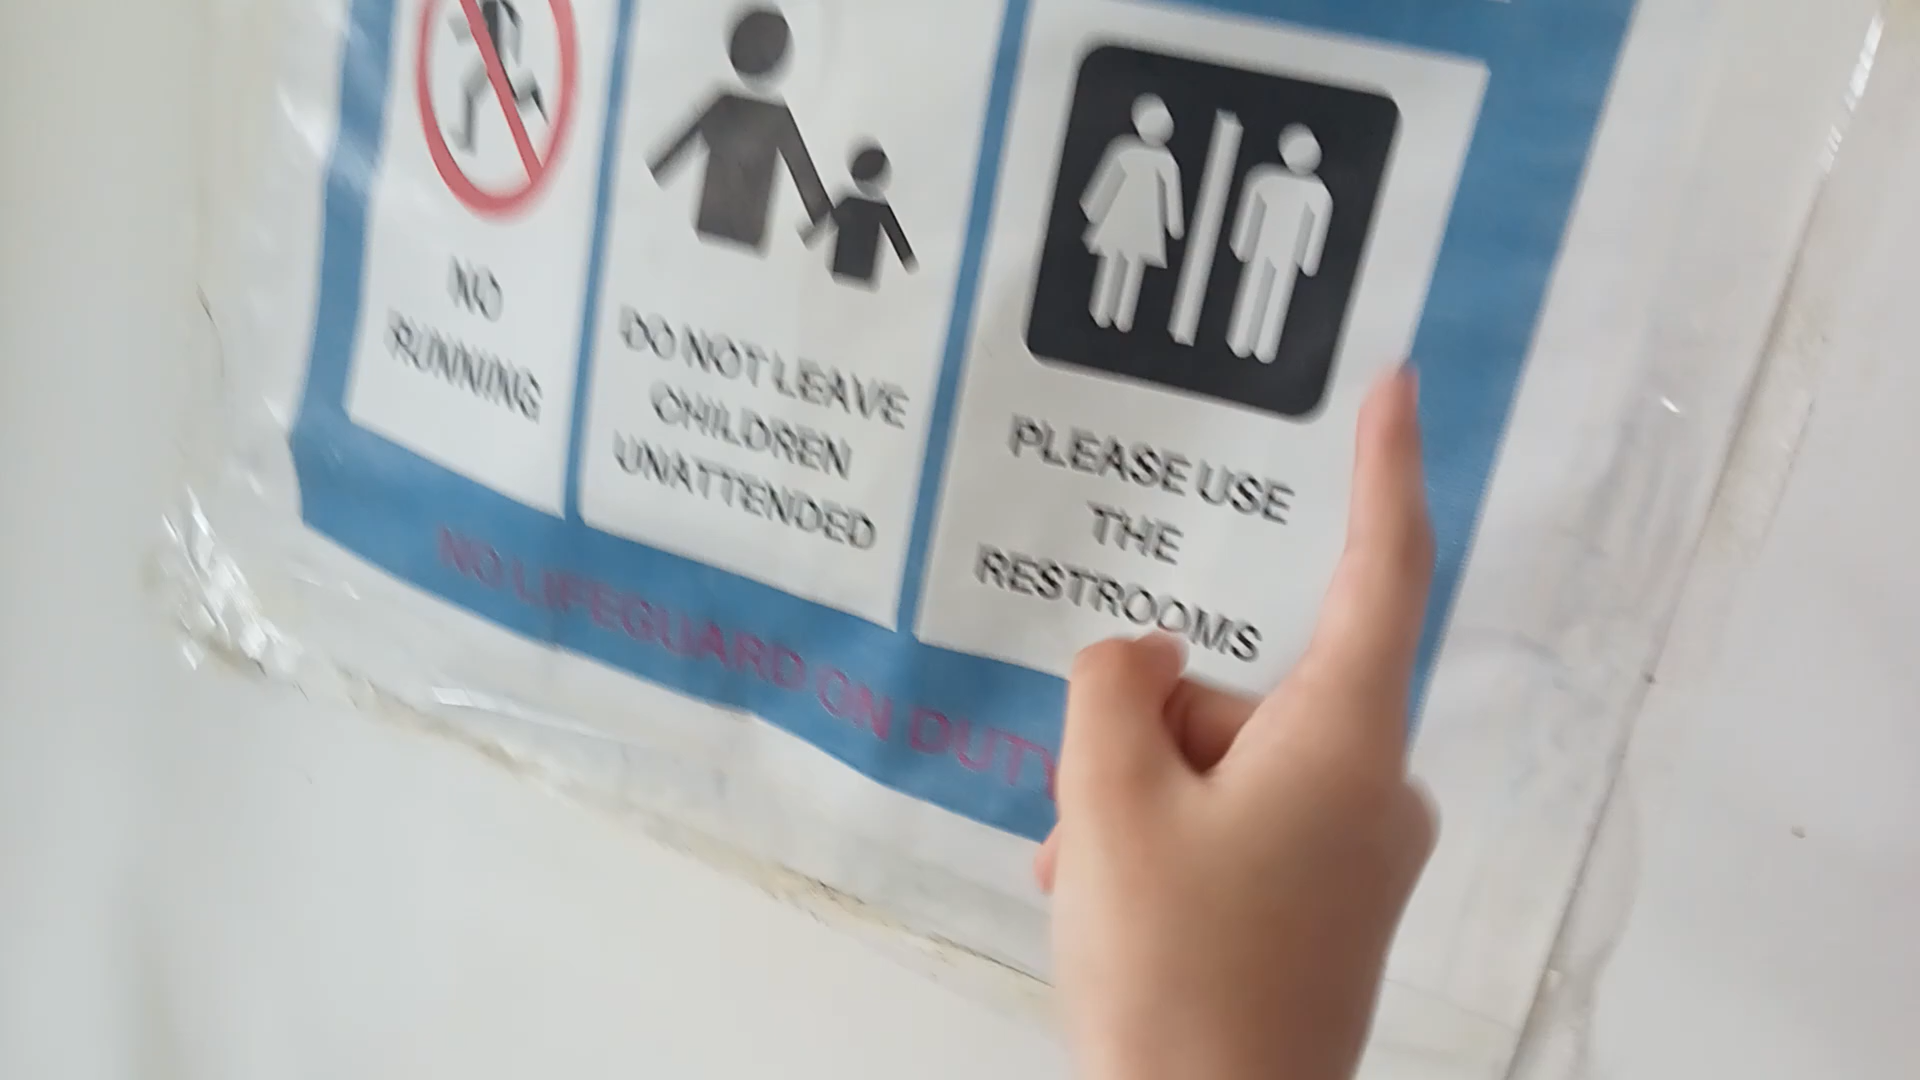 NO
RUNNING
DO NOT LEAVE
CHILDREN
UNATTENDED
PLEASE USE
THE
RESTROOMS
NO LIFEGUARD ON DUTY